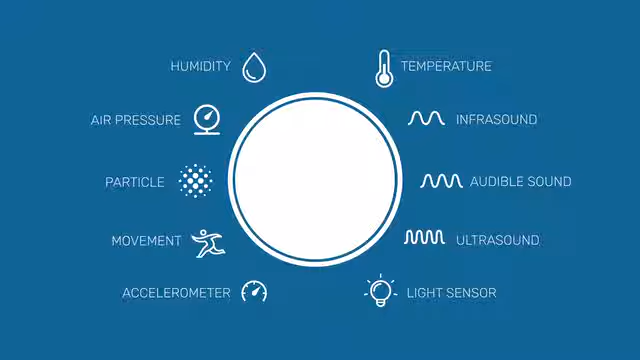 HUMIDITY
TEMPERATURE
AIR PRESSURE
INFRASOUND
PARTICLE
AUDIBLE SOUND
MOVEMENT
ULTRASOUND
ACCELEROMETER
LIGHT SENSOR